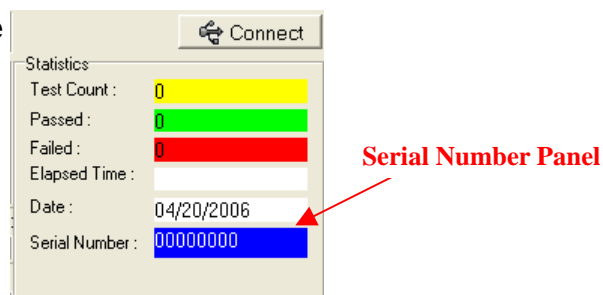 e
Connect
Statistics
Test Count : 0
Passed : 0
Failed : 0
Elapsed Time :
Serial Number Panel
Date : 04/20/2006
Serial Number : 00000000